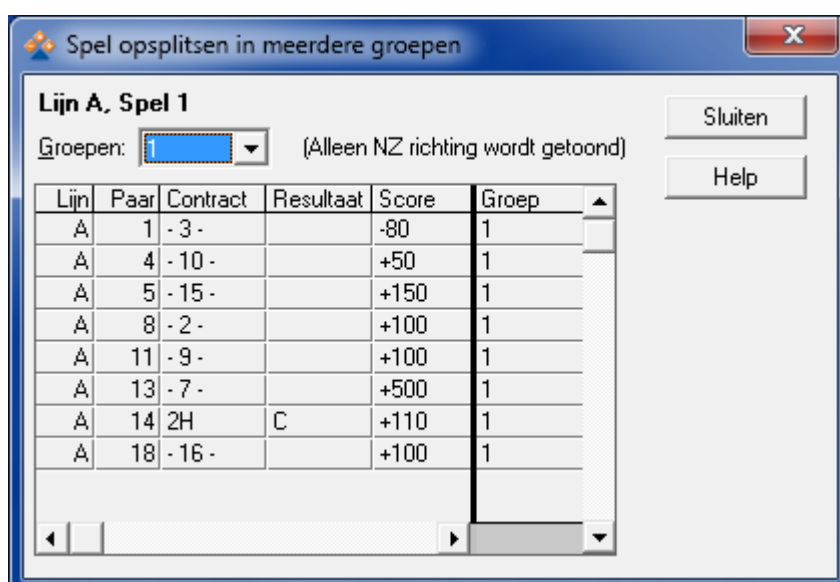 Spel opsplitsen in meerdere groepen
Lijn A, Spel 1
Sluiten
Groepen: 1 (Alleen NZ richting wordt getoond)
Help
Lijn Paar Contract Resultaat Score Groep
A 1 - 3 - -80 1
A 4 - 10 - +50 1
A 5 - 15 - +150 1
A 8 - 2 - +100 1
A 11 - 9 - +100 1
A 13 - 7 - +500 1
A 14 2H C +110 1
A 18 - 16 - +100 1